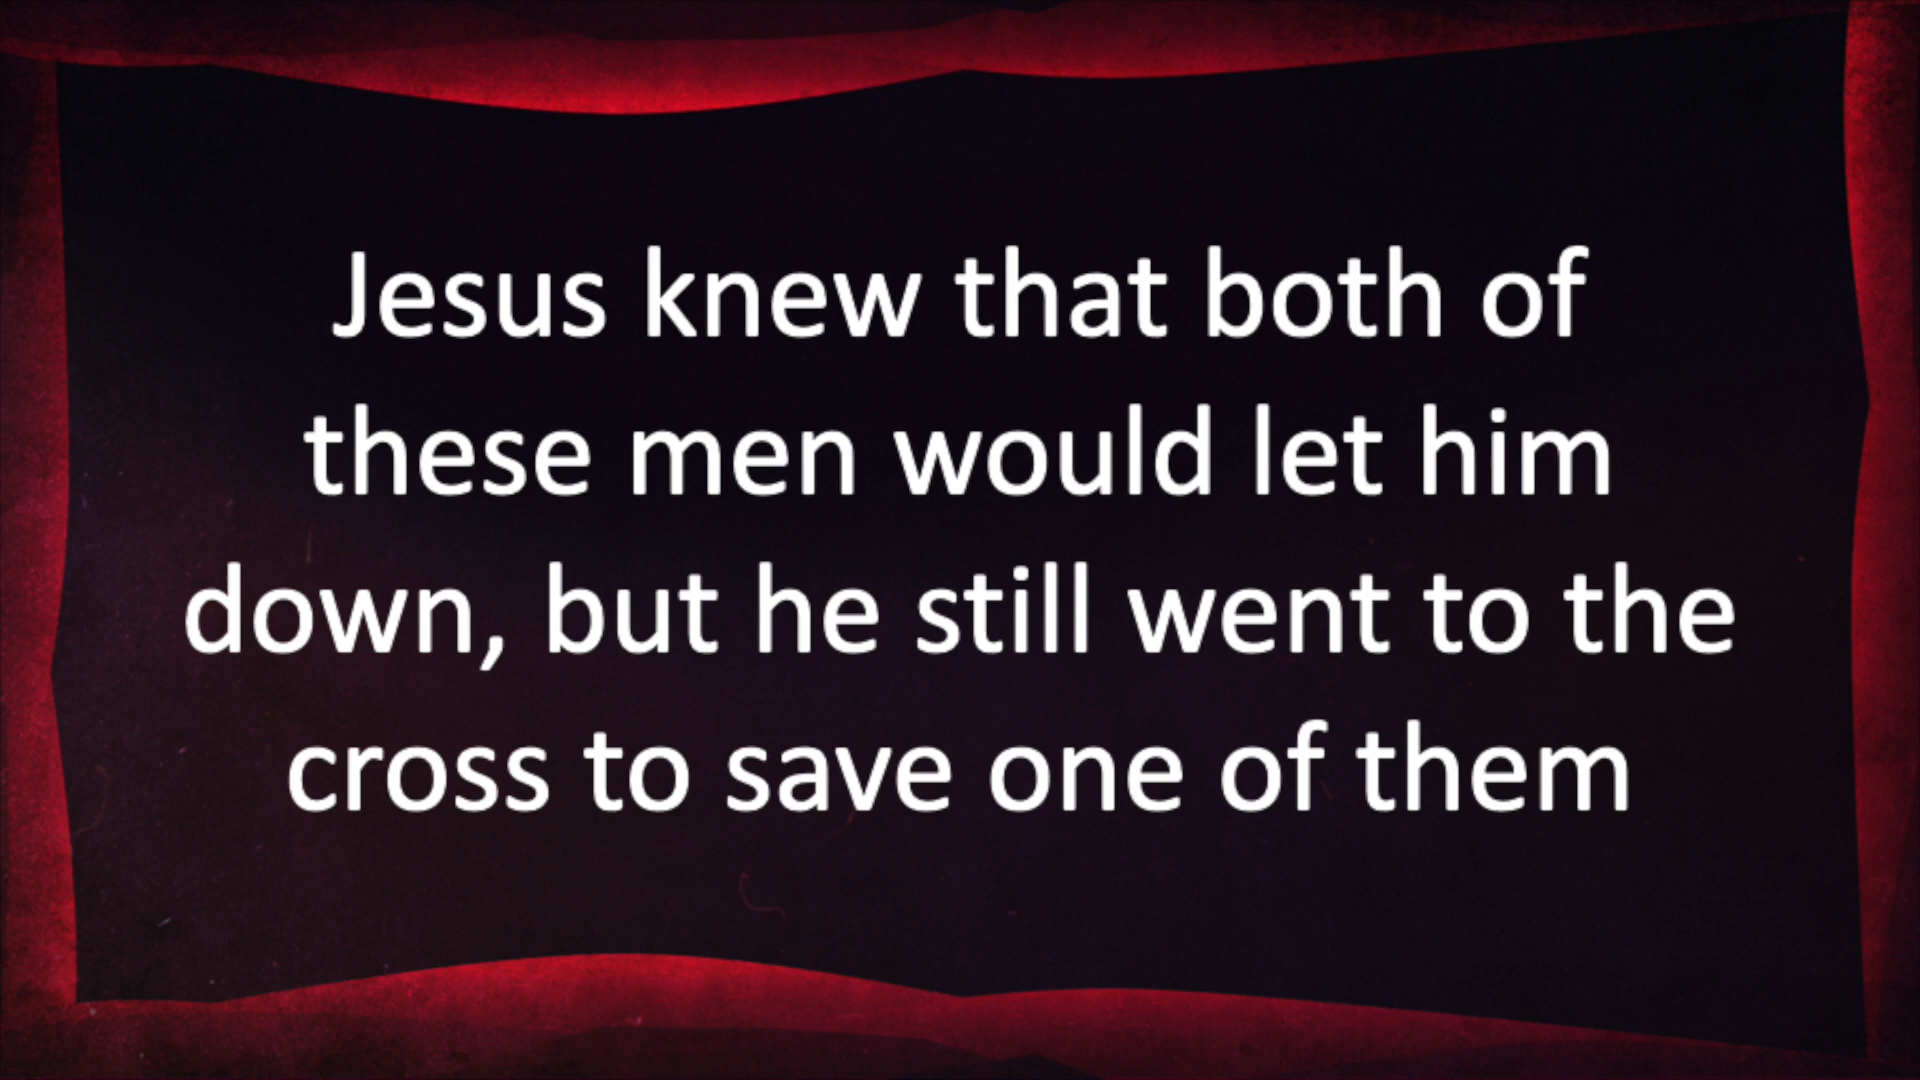 Jesus knew that both of
these men would let him
down, but he still went to the
cross to save one of them